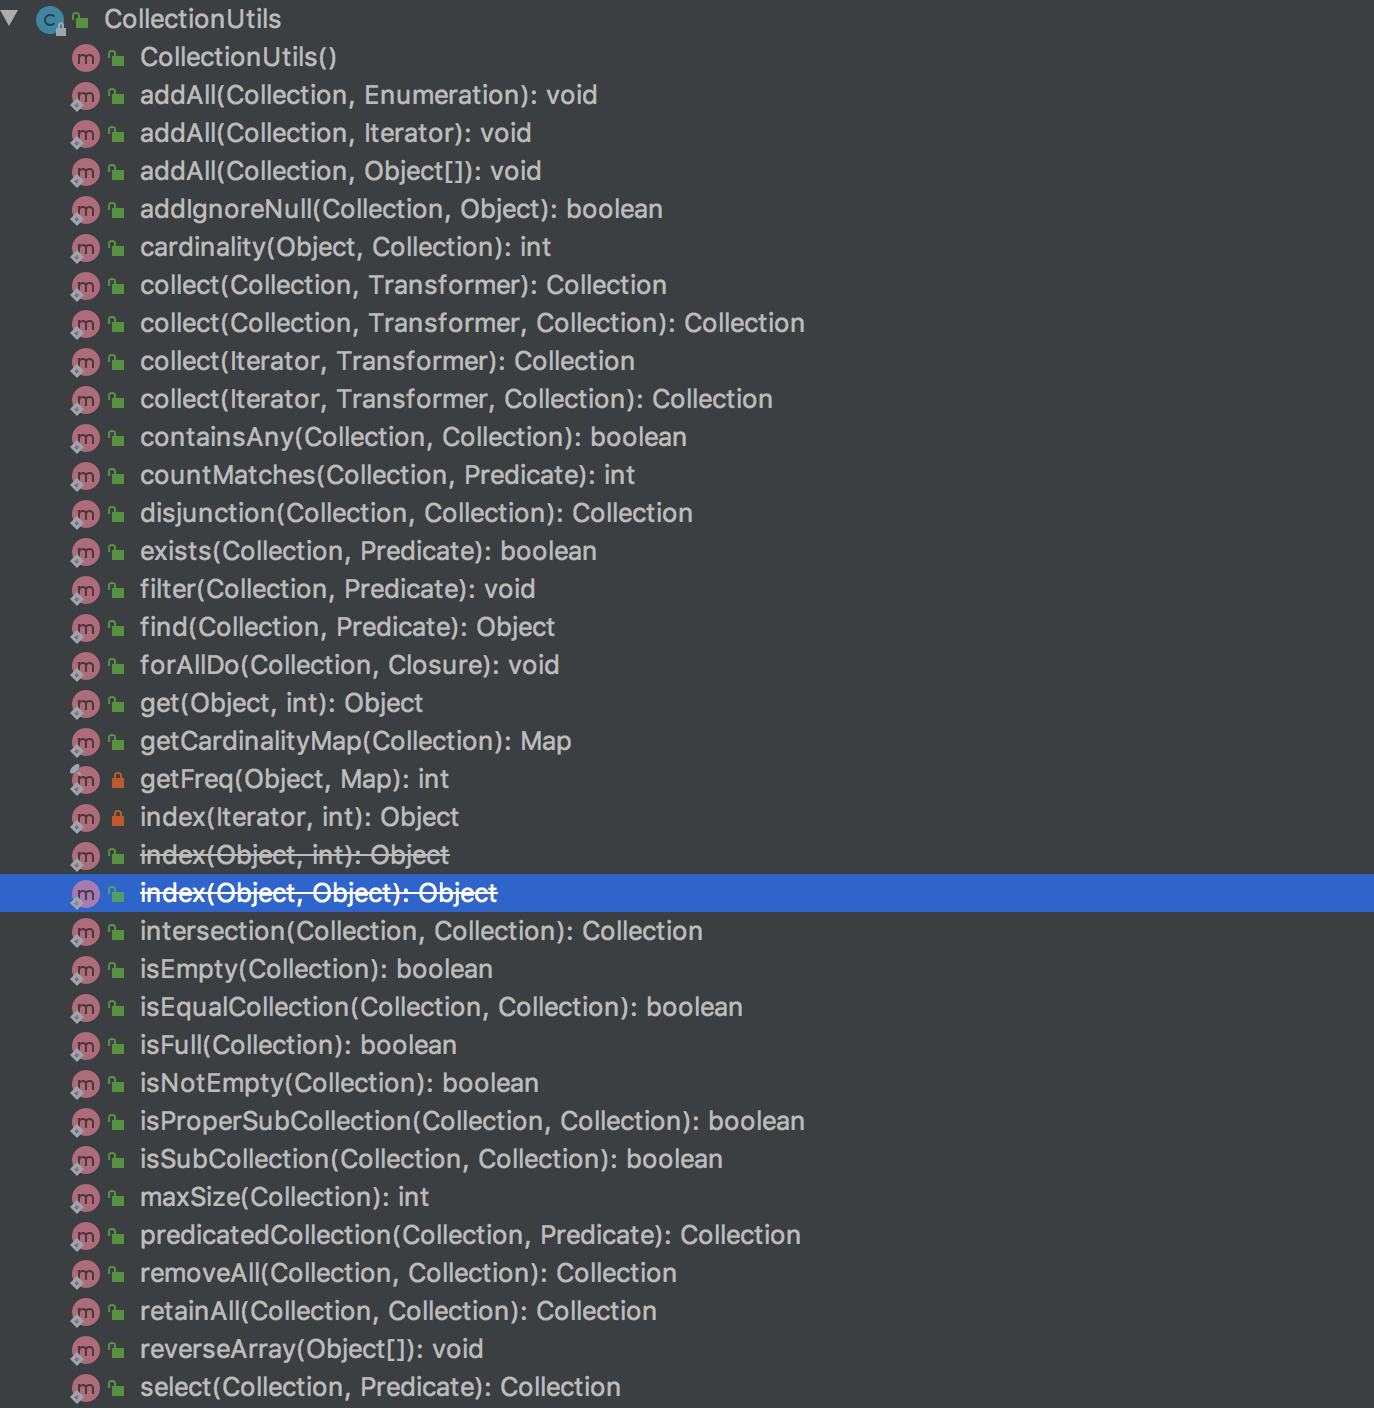 CollectionUtils
CollectionUtils()
addAll(Collection, Enumeration): void
addAll(Collection, Iterator): void
addAll(Collection, Object[]): void
addIgnoreNull(Collection, Object): boolean
cardinality(Object, Collection): int
collect(Collection, Transformer): Collection
collect(Collection, Transformer, Collection): Collection
collect(Iterator, Transformer): Collection
collect(Iterator, Transformer, Collection): Collection
containsAny(Collection, Collection): boolean
countMatches(Collection, Predicate): int
disjunction(Collection, Collection): Collection
exists(Collection, Predicate): boolean
filter(Collection, Predicate): void
find(Collection, Predicate): Object
forAllDo(Collection, Closure): void
get(Object, int): Object
getCardinalityMap(Collection): Map
getFreq(Object, Map): int
index(Iterator, int): Object
index(Object, int): Object
index(Object, Object): Object
intersection(Collection, Collection): Collection
isEmpty(Collection): boolean
isEqualCollection(Collection, Collection): boolean
isFull(Collection): boolean
isNotEmpty(Collection): boolean
isProperSubCollection(Collection, Collection): boolean
isSubCollection(Collection, Collection): boolean
maxSize(Collection): int
predicatedCollection(Collection, Predicate): Collection
removeAll(Collection, Collection): Collection
retainAll(Collection, Collection): Collection
reverseArray(Object[]): void
select(Collection, Predicate): Collection